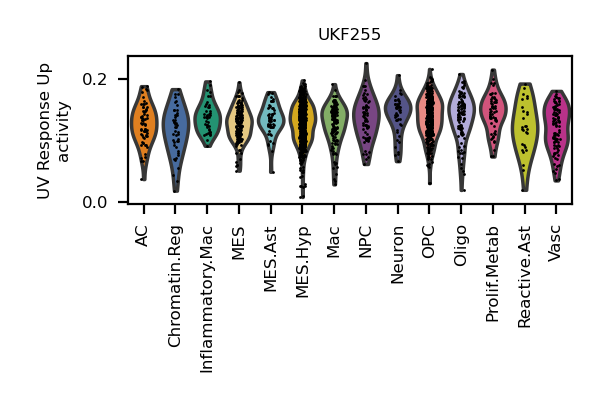 UKF255
UV Response Up
activity
0.2
0.0
AC
Chromatin.Reg
Inflammatory.Mac
MES
MES.Ast
MES.Hyp
Mac
NPC
Neuron
OPC
Oligo
Prolif.Metab
Reactive.Ast
Vasc